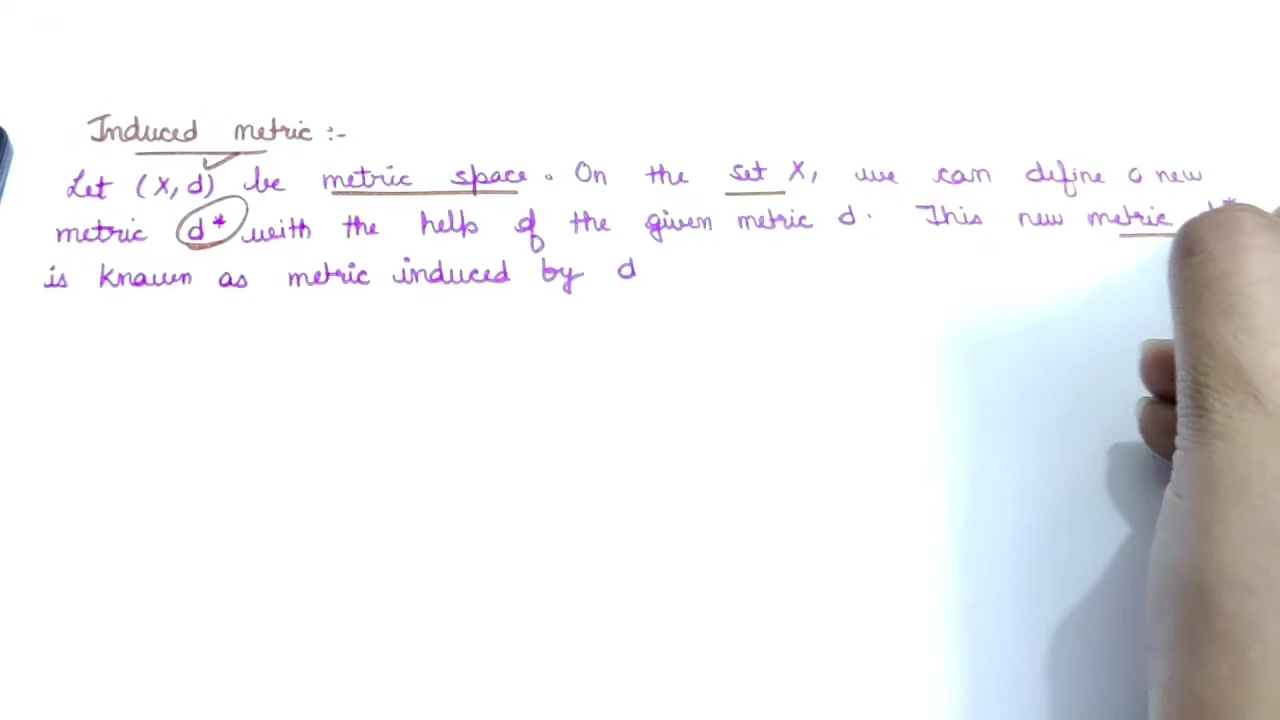 Induced metric :-
Let (X, d) be metric space. On the set X, we can define a new
metric d* with the help of the given metric d. This new metric
is known as metric induced by d